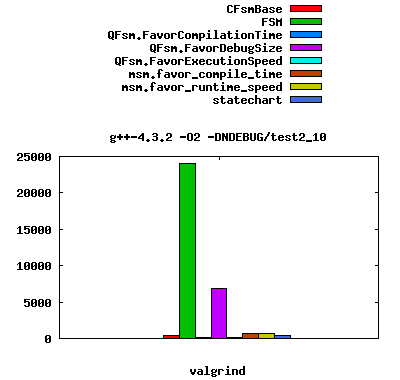 CFsmBase
FSM
QFsm.FavorCompilationTime
QFsm.FavorDebugSize
QFsm.FavorExecutionSpeed
msm.favor_compile_time
msm.favor_runtime_speed
statechart
g++-4.3.2 -O2 -DNDEBUG/test2_10
25000
20000
15000
10000
5000
0
valgrind